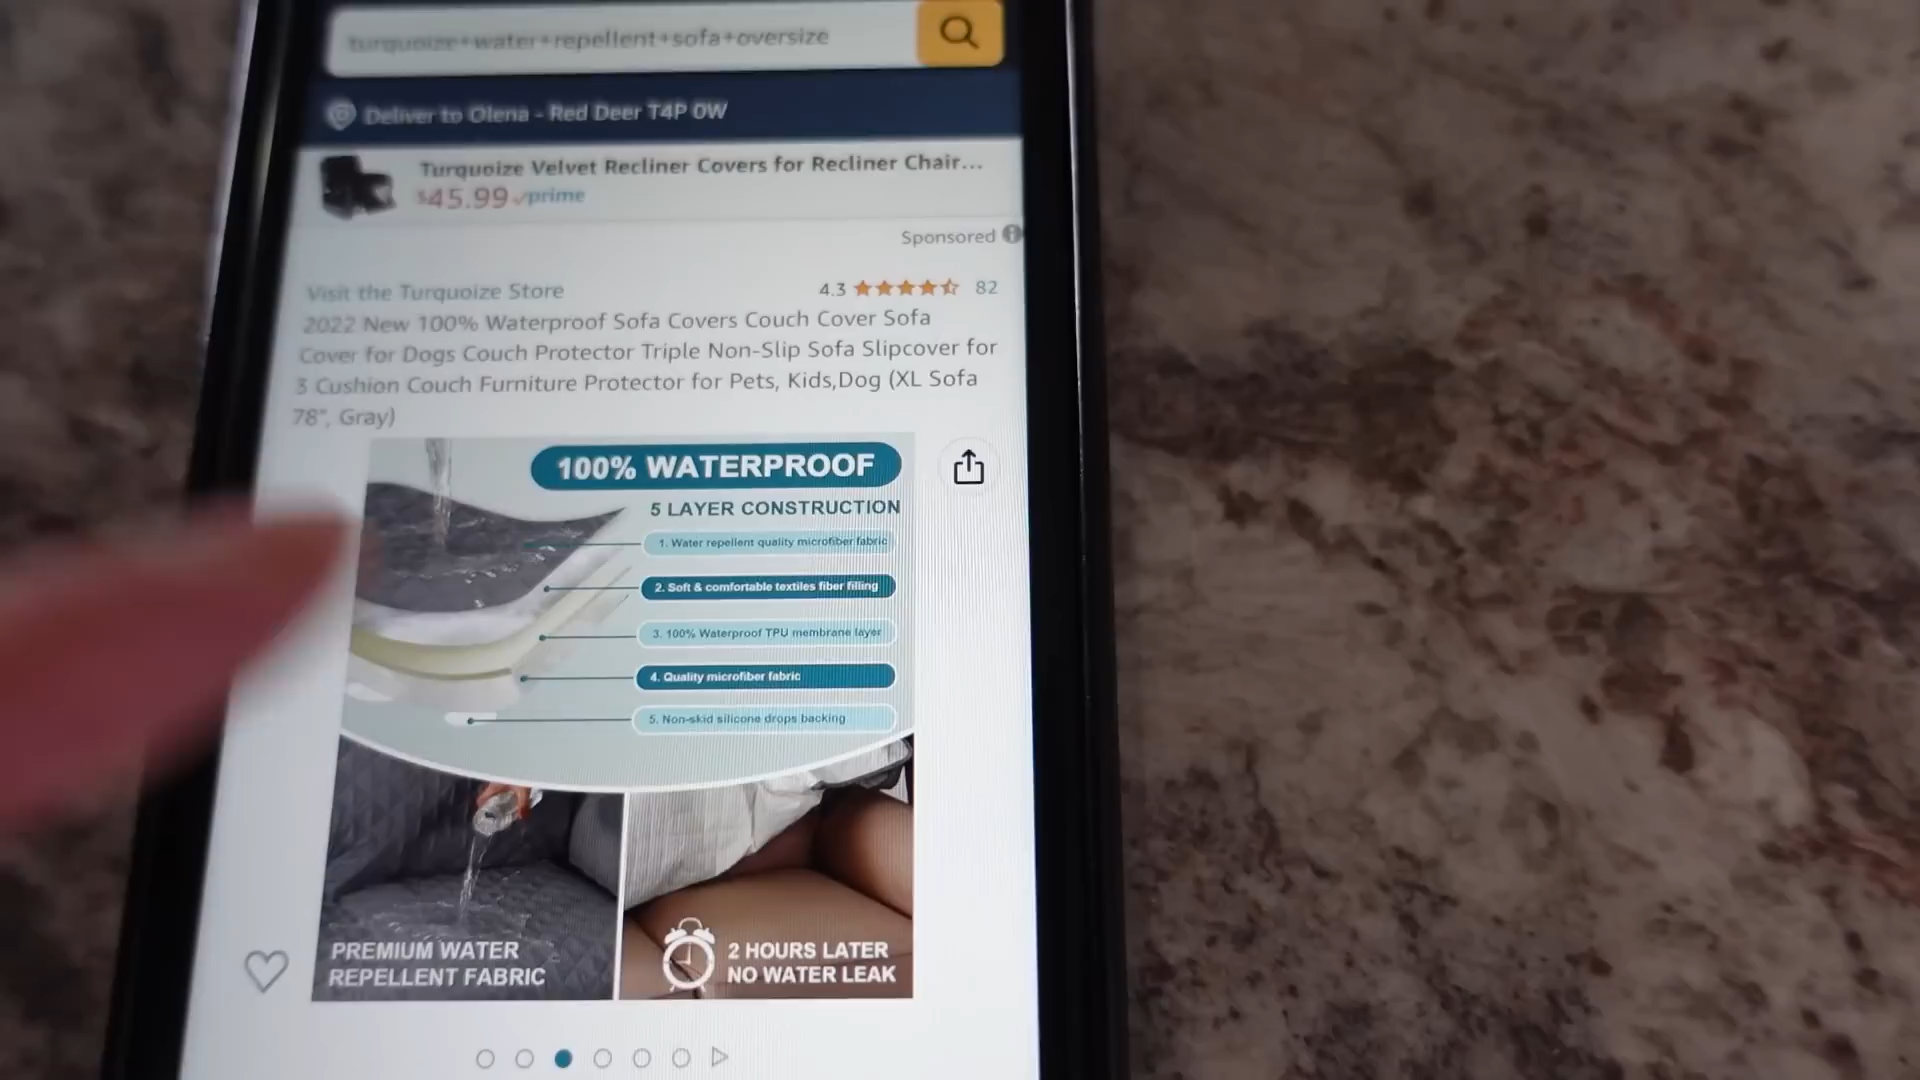 turquoize+water+repellent+sofa+oversize
Deliver to Olena - Red Deer T4P 0W
Turquoize Velvet Recliner Covers for Recliner Chair...
$45.99 prime
Sponsored
Visit the Turquoize Store
4.3 82
2022 New 100% Waterproof Sofa Covers Couch Cover Sofa
Cover for Dogs Couch Protector Triple Non-Slip Sofa Slipcover for
3 Cushion Couch Furniture Protector for Pets, Kids,Dog (XL Sofa
78", Gray)
100% WATERPROOF
5 LAYER CONSTRUCTION
1. Water repellent quality microfiber fabric
2. Soft & comfortable textiles fiber filling
3. 100% Waterproof TPU membrane layer
4. Quality microfiber fabric
5. Non-skid silicone drops backing
PREMIUM WATER
REPELLENT FABRIC
2 HOURS LATER
NO WATER LEAK